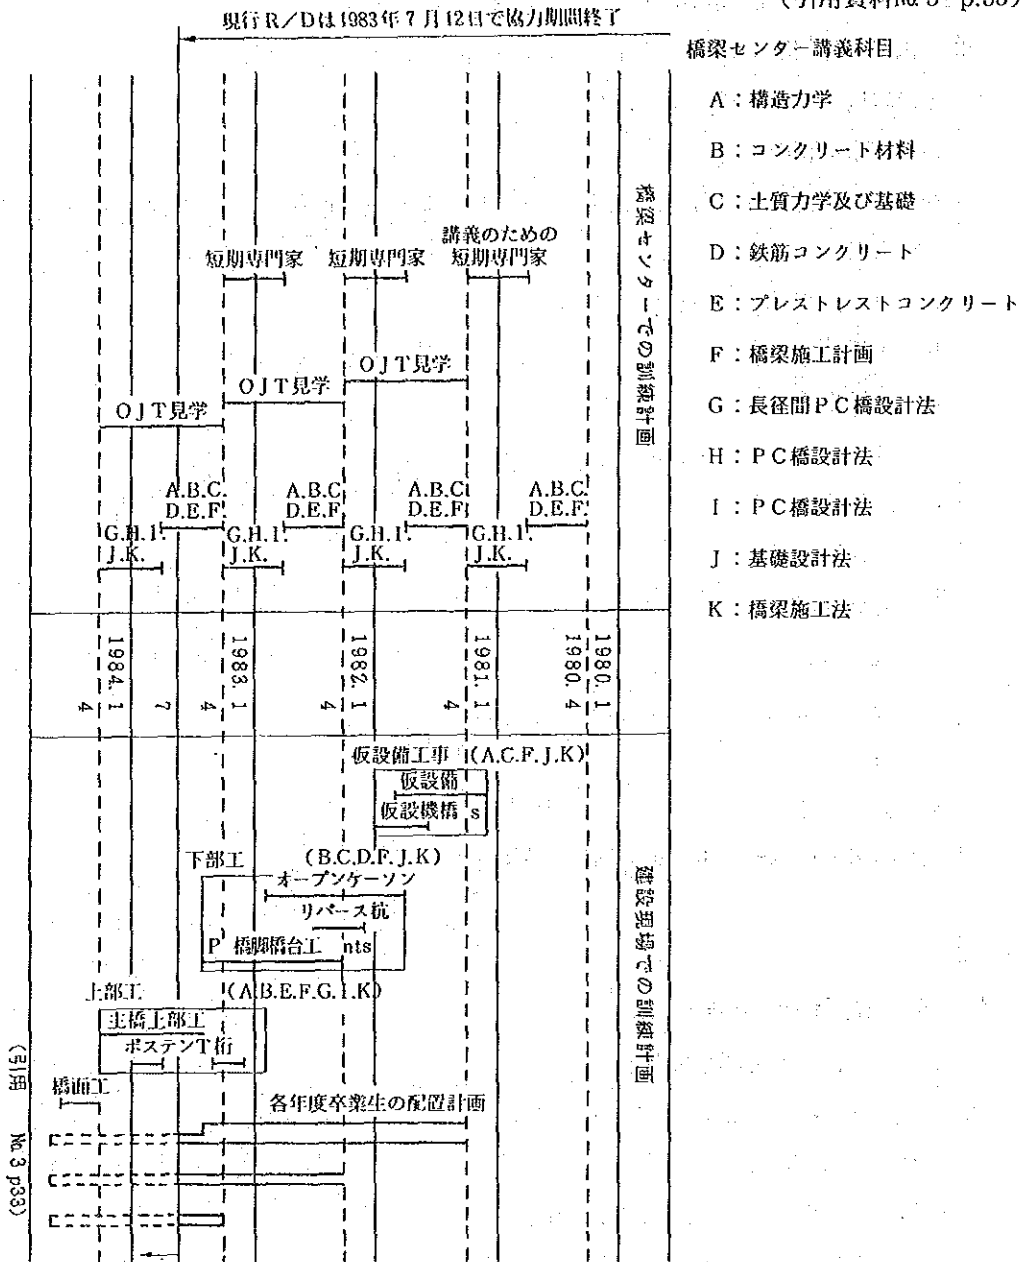 (引用資料№3 p.33)
現行R/Dは1983年7月12日で協力期間終了
橋梁センター講義科目
A:構造力学
B:コンクリート材料
C:土質力学及び基礎
D:鉄筋コンクリート
E:プレストレストコンクリート
F:橋梁施工計画
G:長径間PC橋設計法
H:PC橋設計法
I:PC橋設計法
J:基礎設計法
K:橋梁施工法
橋梁センターでの訓練計画
講義のための
短期専門家 短期専門家 短期専門家
OJT見学
OJT見学
OJT見学
A.B.C. A.B.C A.B.C A.B.C.
D.E.F. D.E.F D.E.F D.E.F.
G.H.I. G.H.I. G.H.I. G.H.I.
J.K. J.K. J.K. J.K.
1984.1 1983.1 1982.1 1981.1 1980.4 1980.1
4 7 4 4 4
建設現場での訓練計画
仮設備工事 (A.C.F.J.K)
仮設備
仮設機橋 s
下部工 (B.C.D.F.J.K)
オープンケーソン
リバース杭
P 橋脚橋台工 nts
上部工 (A.B.E.F.G.I.K)
主橋上部工
ポステンT桁
橋面工
各年度卒業生の配置計画
(引用 №3 p33)